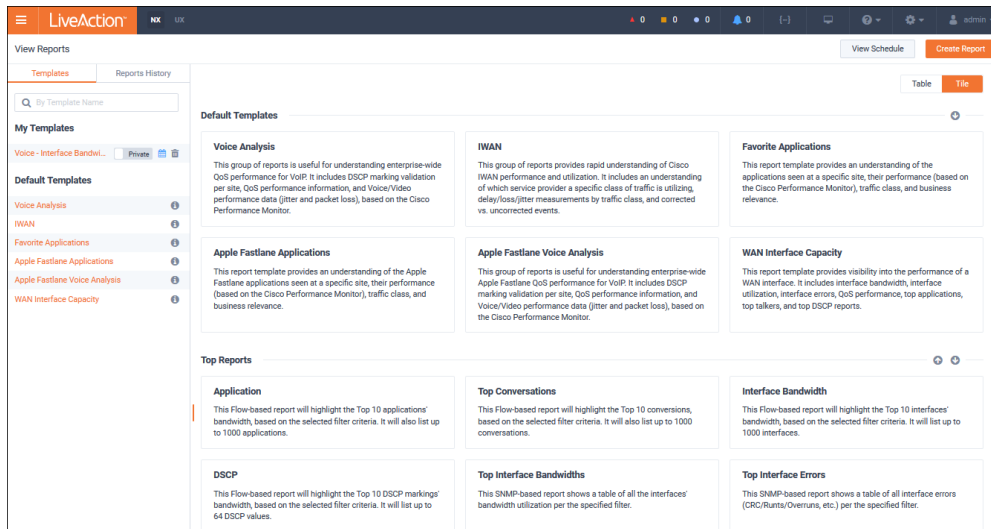 LiveAction
NX UX
0 0 0 0 {--} admin
View Reports
View Schedule
Create Report
Templates
Reports History
By Template Name
My Templates
Voice - Interface Bandwi... Private
Default Templates
Voice Analysis
IWAN
Favorite Applications
Apple Fastlane Applications
Apple Fastlane Voice Analysis
WAN Interface Capacity
Table Tile
Default Templates
Voice Analysis
This group of reports is useful for understanding enterprise-wide
QoS performance for VoIP. It includes DSCP marking validation
per site, QoS performance information, and Voice/Video
performance data (jitter and packet loss), based on the Cisco
Performance Monitor.
IWAN
This group of reports provides rapid understanding of Cisco
IWAN performance and utilization. It includes an understanding
of which service provider a specific class of traffic is utilizing,
delay/loss/jitter measurements by traffic class, and corrected
vs. uncorrected events.
Favorite Applications
This report template provides an understanding of the
applications seen at a specific site, their performance (based on
the Cisco Performance Monitor), traffic class, and business
relevance.
Apple Fastlane Applications
This report template provides an understanding of the Apple
Fastlane applications seen at a specific site, their performance
(based on the Cisco Performance Monitor), traffic class, and
business relevance.
Apple Fastlane Voice Analysis
This group of reports is useful for understanding enterprise-wide
Apple Fastlane QoS performance for VoIP. It includes DSCP
marking validation per site, QoS performance information, and
Voice/Video performance data (jitter and packet loss), based on
the Cisco Performance Monitor.
WAN Interface Capacity
This report template provides visibility into the performance of a
WAN interface. It includes interface bandwidth, interface
utilization, interface errors, QoS performance, top applications,
top talkers, and top DSCP reports.
Top Reports
Application
This Flow-based report will highlight the Top 10 applications'
bandwidth, based on the selected filter criteria. It will also list up
to 1000 applications.
Top Conversations
This Flow-based report will highlight the Top 10 conversions,
based on the selected filter criteria. It will also list up to 1000
conversations.
Interface Bandwidth
This Flow-based report will highlight the Top 10 interfaces'
bandwidth, based on the selected filter criteria. It will list up to
1000 interfaces.
DSCP
This Flow-based report will highlight the Top 10 DSCP markings'
bandwidth, based on the selected filter criteria. It will list up to
64 DSCP values.
Top Interface Bandwidths
This SNMP-based report shows a table of all the interfaces'
bandwidth utilization per the specified filter.
Top Interface Errors
This SNMP-based report shows a table of all interface errors
(CRC/Runts/Overruns, etc.) per the specified filter.